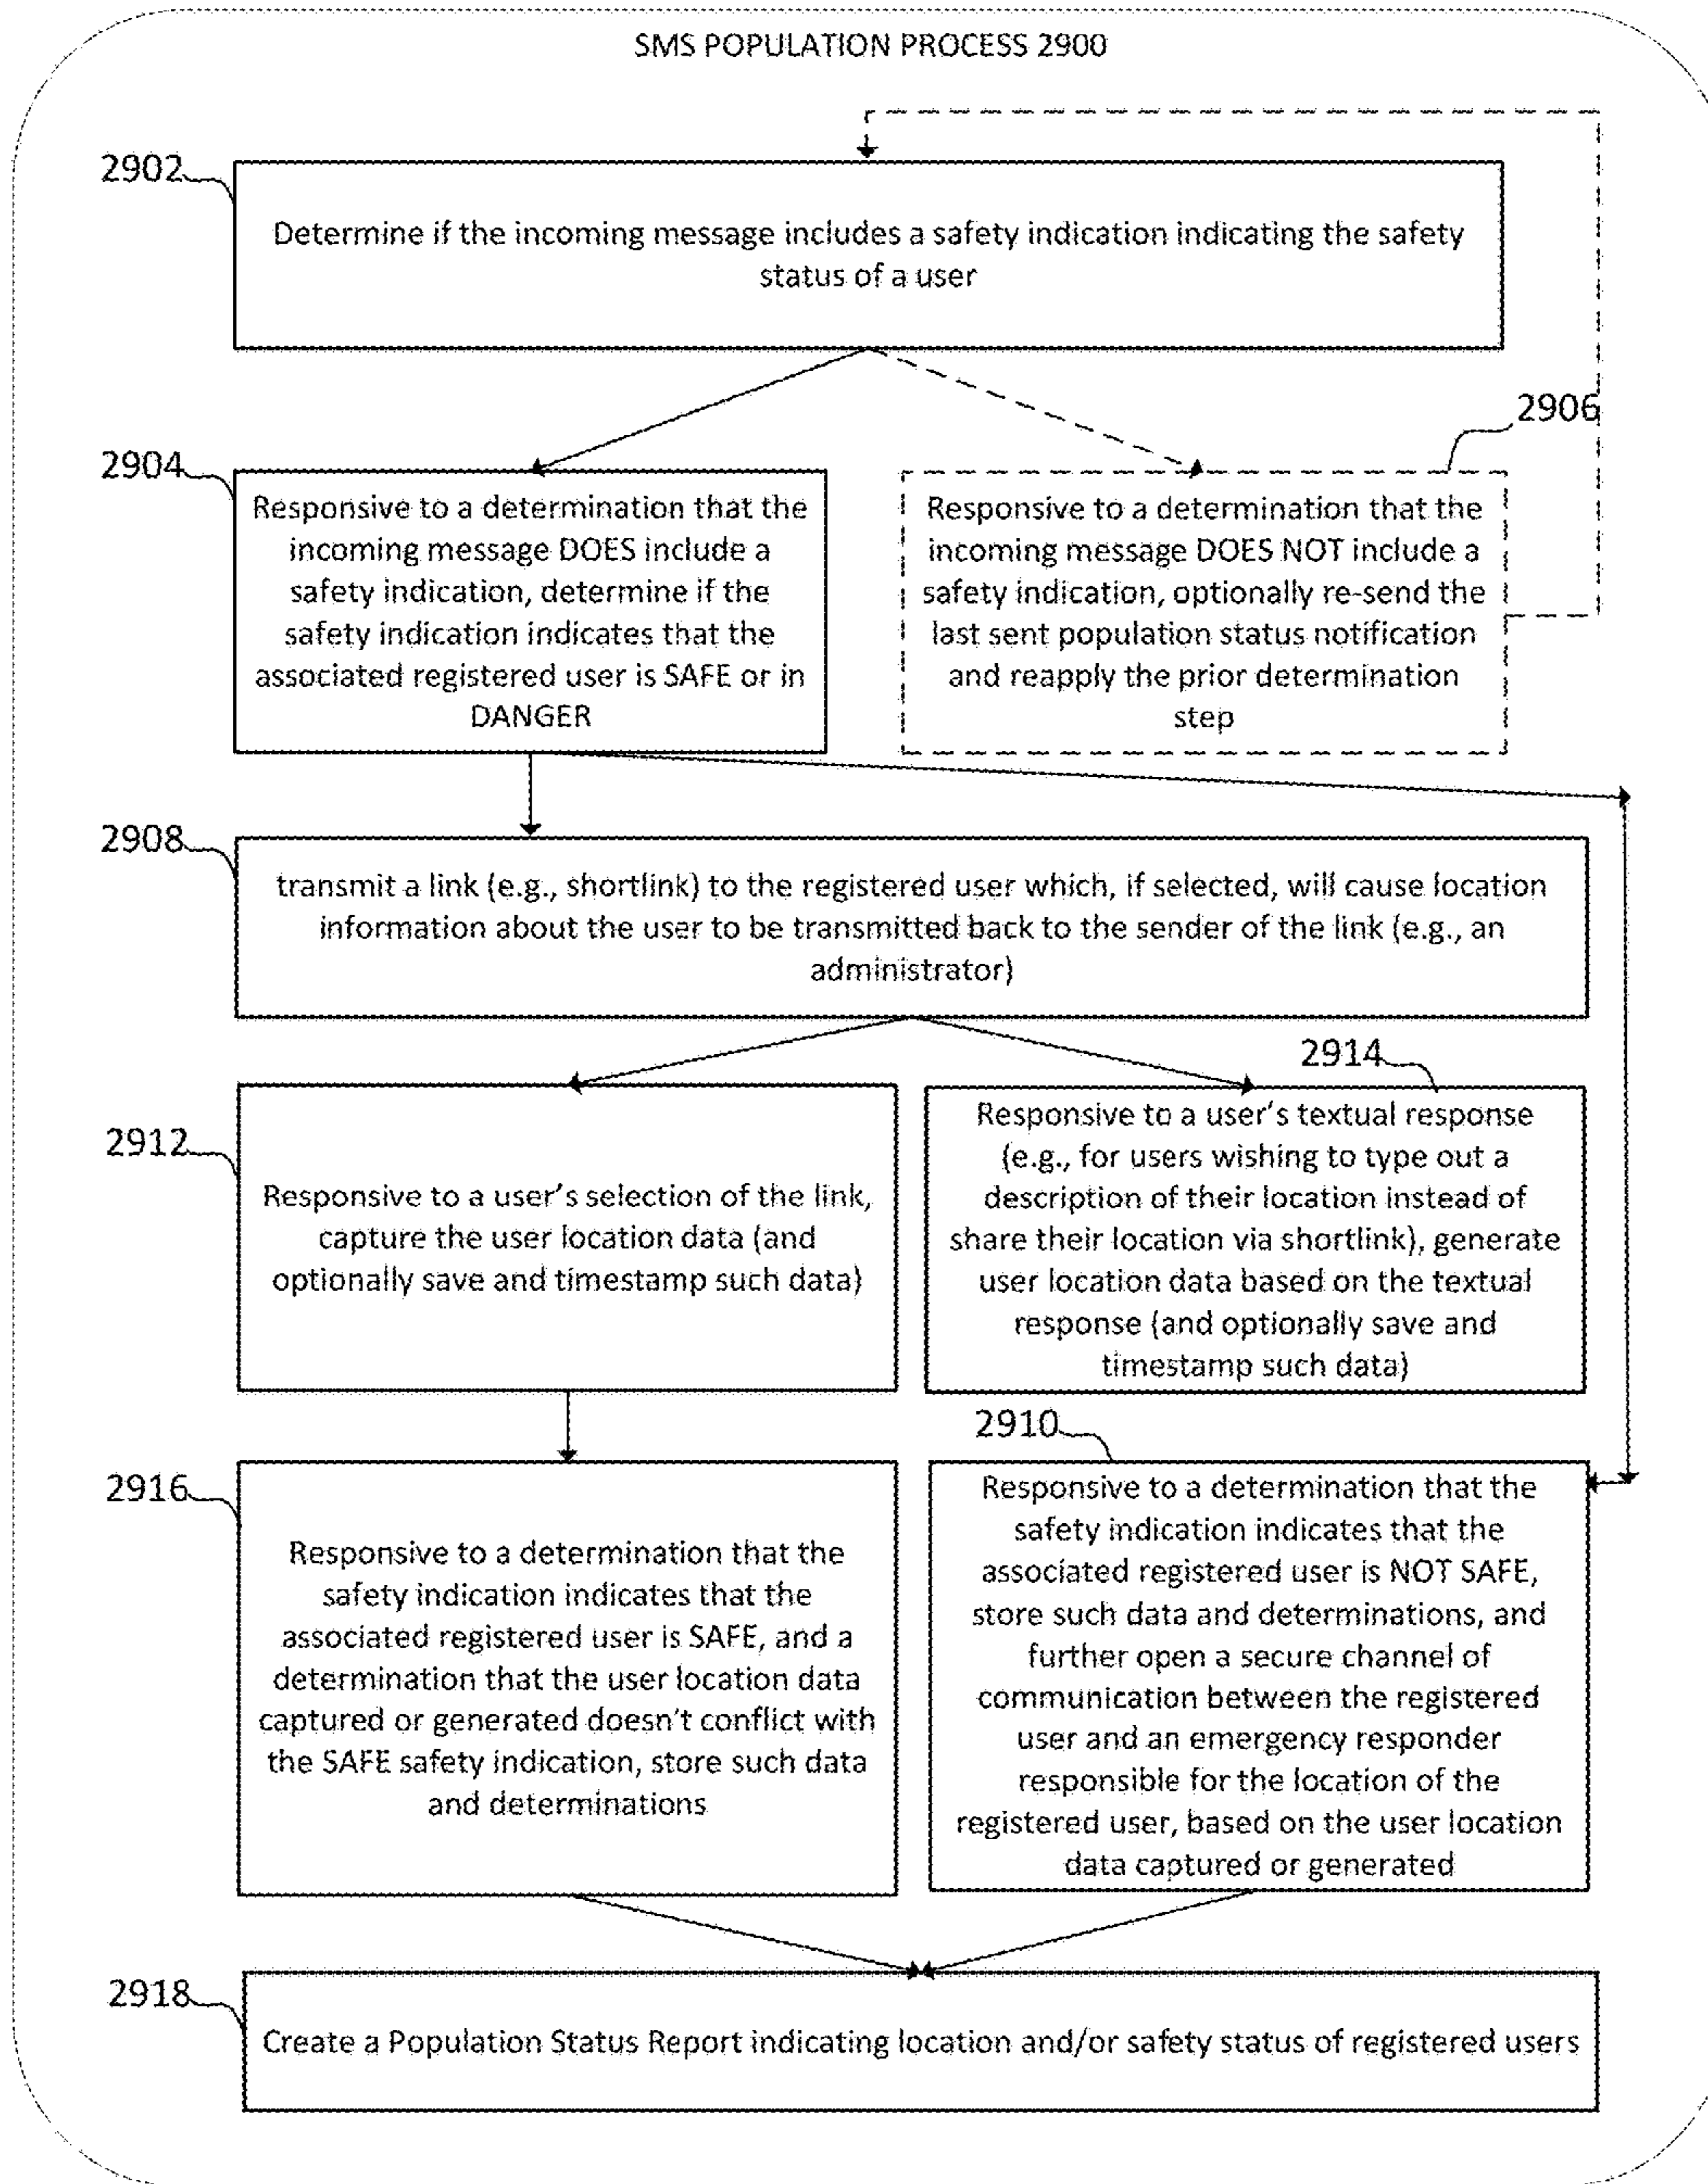 SMS POPULATION PROCESS 2900
2902
Determine if the incoming message includes a safety indication indicating the safety
status of a user
2906
2904
Responsive to a determination that the
incoming message DOES include a
safety indication, determine if the
safety indication indicates that the
associated registered user is SAFE or in
DANGER
Responsive to a determination that the
incoming message DOES NOT include a
safety indication, optionally re-send the
last sent population status notification
and reapply the prior determination
step
2908
transmit a link (e.g., shortlink) to the registered user which, if selected, will cause location
information about the user to be transmitted back to the sender of the link (e.g., an
administrator)
2912
Responsive to a user's selection of the link,
capture the user location data (and
optionally save and timestamp such data)
2914
Responsive to a user's textual response
(e.g., for users wishing to type out a
description of their location instead of
share their location via shortlink), generate
user location data based on the textual
response (and optionally save and
timestamp such data)
2916
Responsive to a determination that the
safety indication indicates that the
associated registered user is SAFE, and a
determination that the user location data
captured or generated doesn't conflict with
the SAFE safety indication, store such data
and determinations
2910
Responsive to a determination that the
safety indication indicates that the
associated registered user is NOT SAFE,
store such data and determinations, and
further open a secure channel of
communication between the registered
user and an emergency responder
responsible for the location of the
registered user, based on the user location
data captured or generated
2918
Create a Population Status Report indicating location and/or safety status of registered users